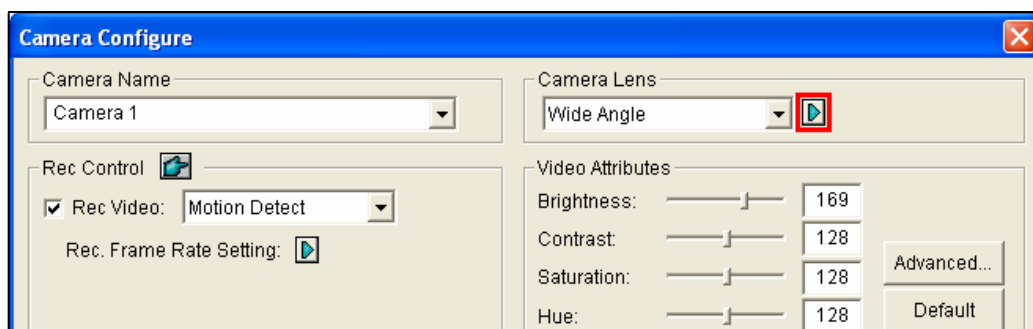 Camera Configure
Camera Name
Camera 1
Camera Lens
Wide Angle
Rec Control
Rec Video: Motion Detect
Rec. Frame Rate Setting:
Video Attributes
Brightness: 169
Contrast: 128
Saturation: 128
Hue: 128
Advanced...
Default